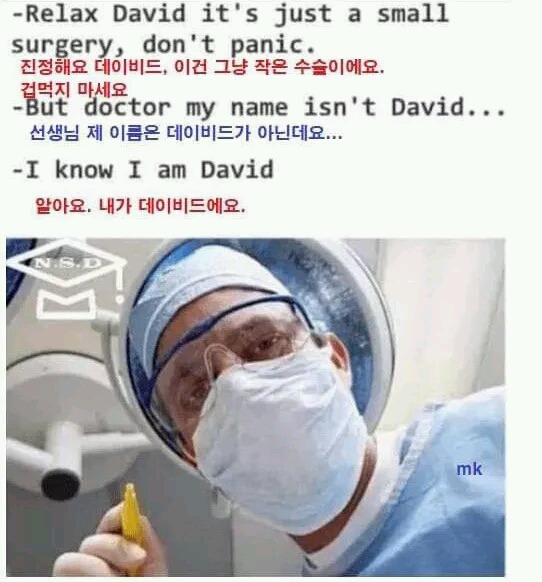 -Relax David it's just a small
surgery, don't panic.
진정해요 데이비드, 이건 그냥 작은 수술이에요.
겁먹지 마세요
-But doctor my name isn't David...
선생님 제 이름은 데이비드가 아닌데요...
-I know I am David
알아요. 내가 데이비드에요.
N.S.D
mk